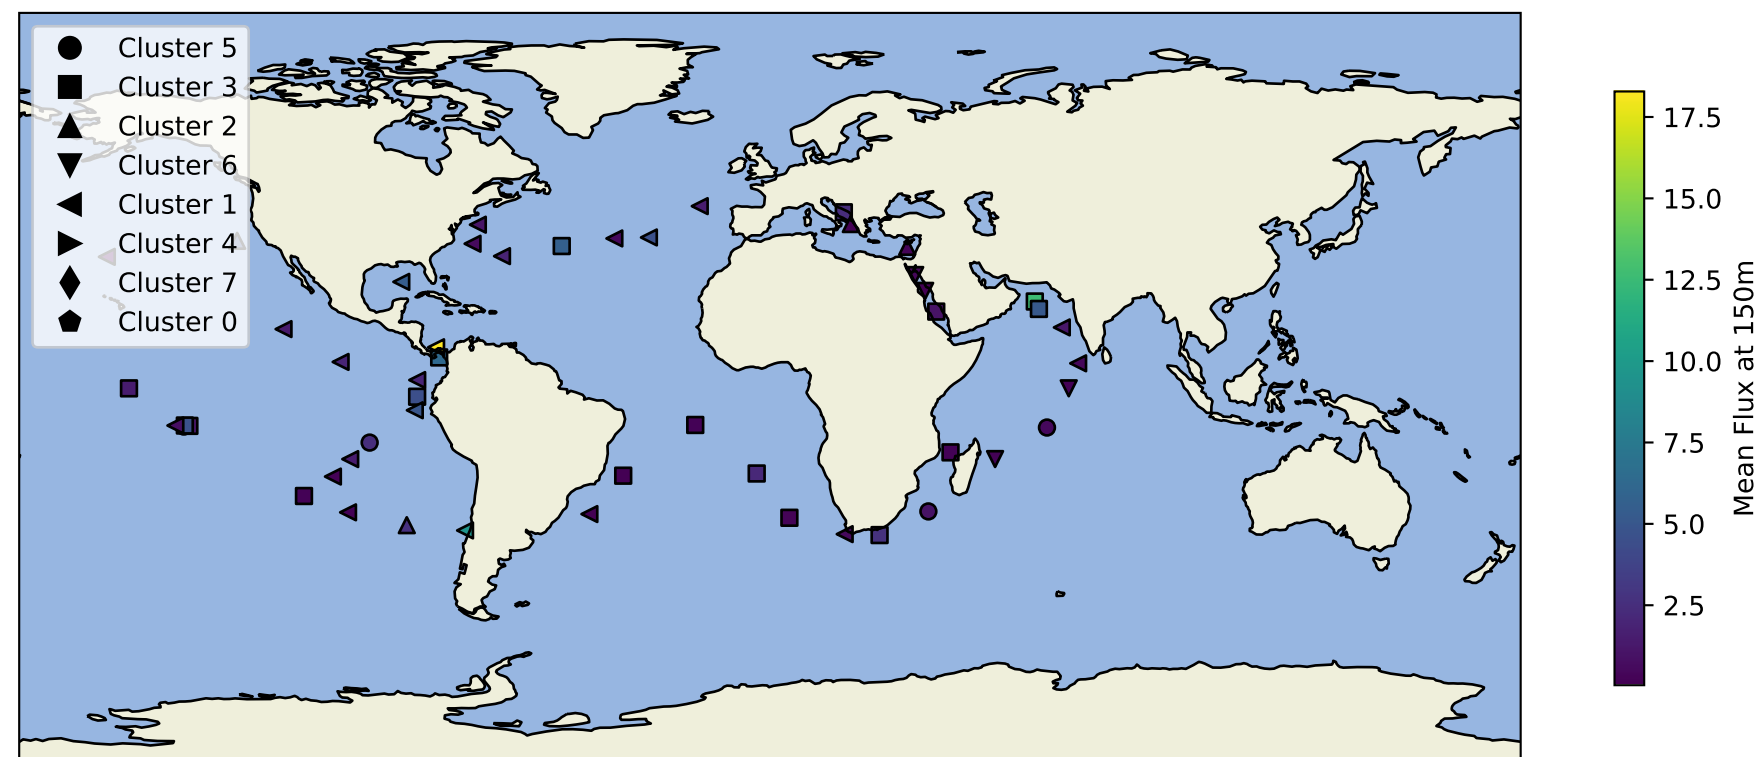 Cluster 5
Cluster 3
Cluster 2
Cluster 6
Cluster 1
Cluster 4
Cluster 7
Cluster 0
17.5
15.0
12.5
10.0
7.5
5.0
2.5
Mean Flux at 150m